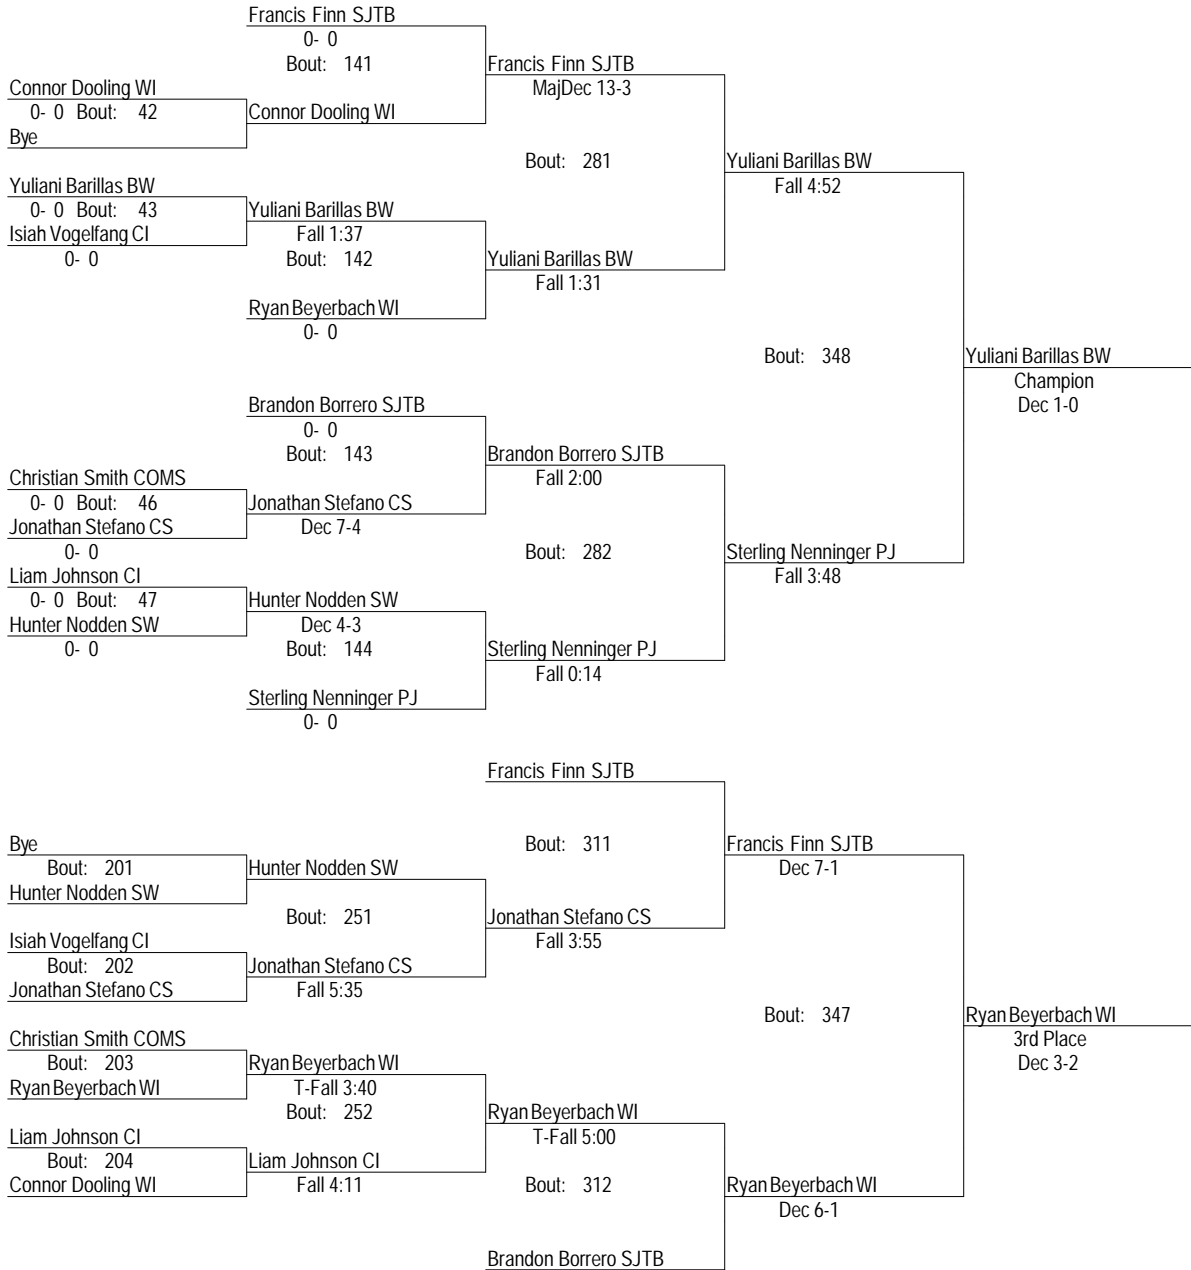 Francis Finn SJTB
0- 0
Bout: 141
Francis Finn SJTB
Connor Dooling WI
MajDec 13-3
0- 0 Bout: 42
Connor Dooling WI
Bye
Bout: 281
Yuliani Barillas BW
Yuliani Barillas BW
Fall 4:52
0- 0 Bout: 43
Yuliani Barillas BW
Isiah Vogelfang CI
Fall 1:37
0- 0
Bout: 142
Yuliani Barillas BW
Fall 1:31
Ryan Beyerbach WI
0- 0
Bout: 348
Yuliani Barillas BW
Champion
Dec 1-0
Brandon Borrero SJTB
0- 0
Bout: 143
Brandon Borrero SJTB
Christian Smith COMS
Fall 2:00
0- 0 Bout: 46
Jonathan Stefano CS
Jonathan Stefano CS
Dec 7-4
0- 0
Bout: 282
Sterling Nenninger PJ
Liam Johnson CI
Fall 3:48
0- 0 Bout: 47
Hunter Nodden SW
Hunter Nodden SW
Dec 4-3
0- 0
Bout: 144
Sterling Nenninger PJ
Fall 0:14
Sterling Nenninger PJ
0- 0
Francis Finn SJTB
Bye
Bout: 311
Francis Finn SJTB
Bout: 201
Hunter Nodden SW
Dec 7-1
Hunter Nodden SW
Bout: 251
Jonathan Stefano CS
Isiah Vogelfang CI
Fall 3:55
Bout: 202
Jonathan Stefano CS
Jonathan Stefano CS
Fall 5:35
Bout: 347
Ryan Beyerbach WI
Christian Smith COMS
3rd Place
Bout: 203
Ryan Beyerbach WI
Dec 3-2
Ryan Beyerbach WI
T-Fall 3:40
Bout: 252
Ryan Beyerbach WI
Liam Johnson CI
T-Fall 5:00
Bout: 204
Liam Johnson CI
Connor Dooling WI
Fall 4:11
Bout: 312
Ryan Beyerbach WI
Dec 6-1
Brandon Borrero SJTB